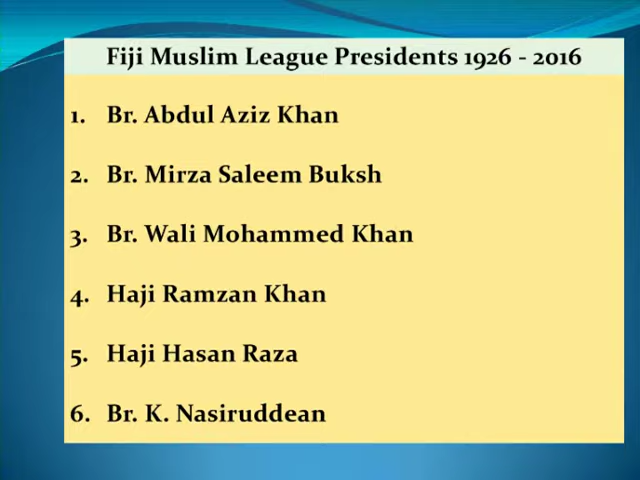 Fiji Muslim League Presidents 1926 - 2016
1. Br. Abdul Aziz Khan
2. Br. Mirza Saleem Buksh
3. Br. Wali Mohammed Khan
4. Haji Ramzan Khan
5. Haji Hasan Raza
6. Br. K. Nasiruddean